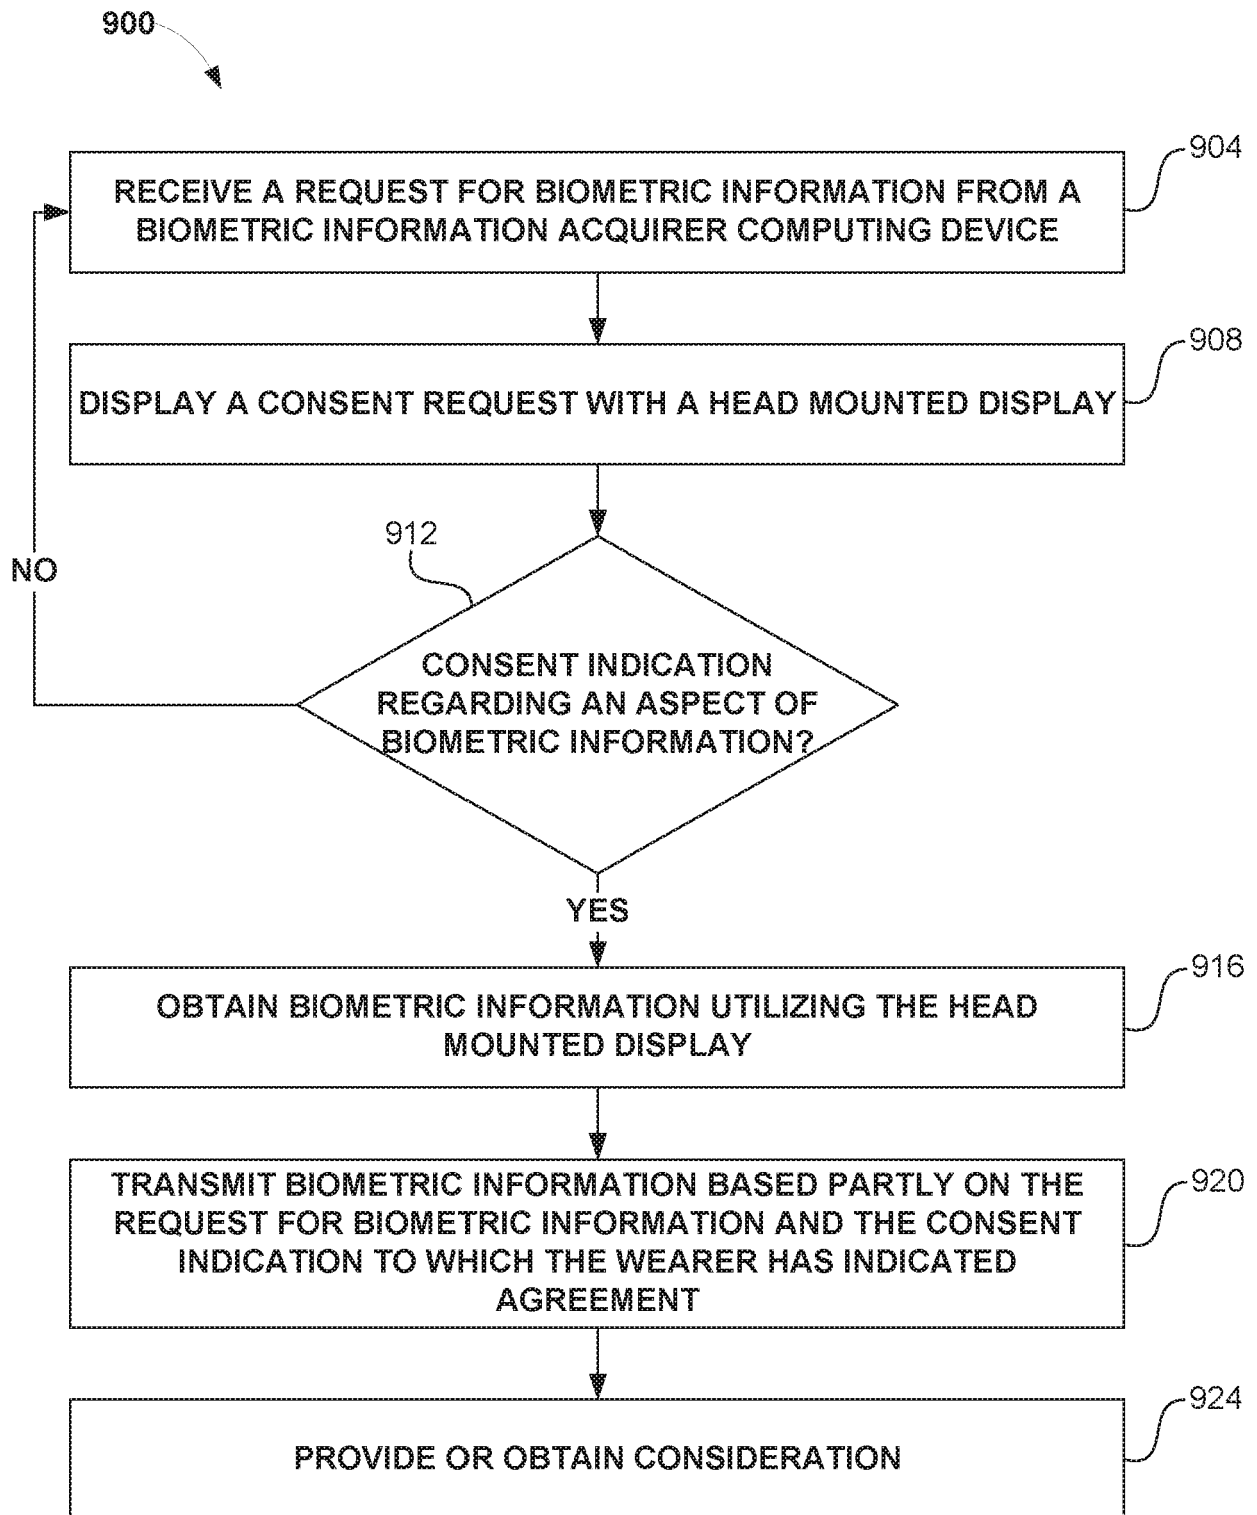 900
904
RECEIVE A REQUEST FOR BIOMETRIC INFORMATION FROM A
BIOMETRIC INFORMATION ACQUIRER COMPUTING DEVICE
908
DISPLAY A CONSENT REQUEST WITH A HEAD MOUNTED DISPLAY
912
NO
CONSENT INDICATION
REGARDING AN ASPECT OF
BIOMETRIC INFORMATION?
YES
916
OBTAIN BIOMETRIC INFORMATION UTILIZING THE HEAD
MOUNTED DISPLAY
920
TRANSMIT BIOMETRIC INFORMATION BASED PARTLY ON THE
REQUEST FOR BIOMETRIC INFORMATION AND THE CONSENT
INDICATION TO WHICH THE WEARER HAS INDICATED
AGREEMENT
924
PROVIDE OR OBTAIN CONSIDERATION